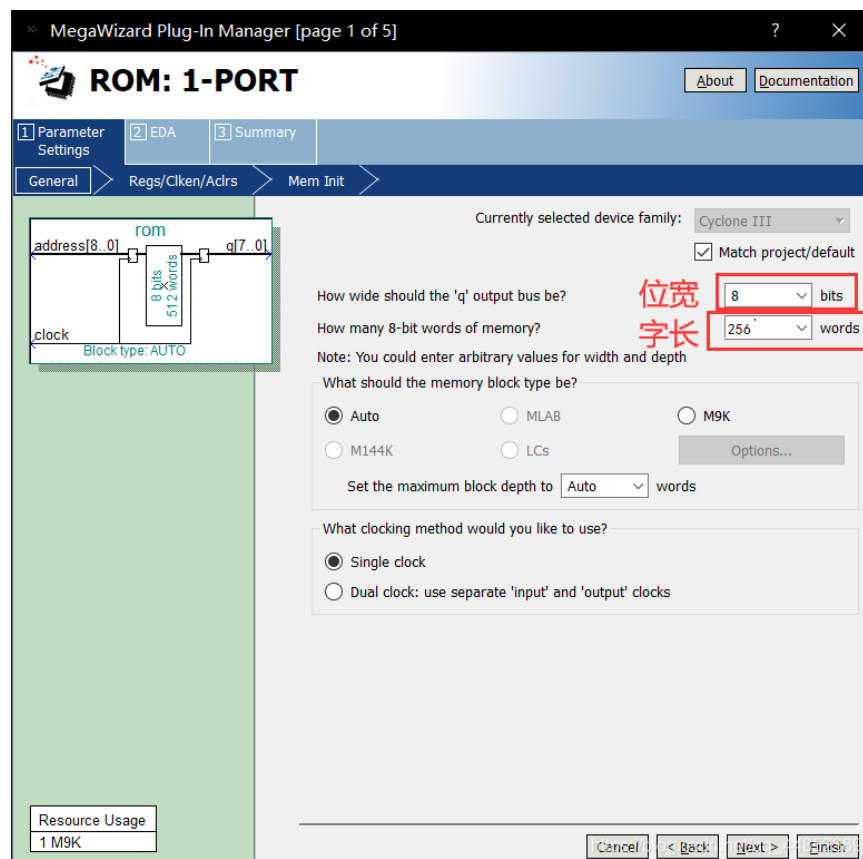 MegaWizard Plug-In Manager [page 1 of 5]
ROM: 1-PORT
About
Documentation
1 Parameter Settings
2 EDA
3 Summary
General
Regs/Clken/Aclrs
Mem Init
rom
address[8..0]
q[7..0]
8 bits
512 words
clock
Block type: AUTO
Currently selected device family:
Cyclone III
Match project/default
How wide should the 'q' output bus be?
位宽
8
bits
How many 8-bit words of memory?
字长
256
words
Note: You could enter arbitrary values for width and depth
What should the memory block type be?
Auto
MLAB
M9K
M144K
LCs
Options...
Set the maximum block depth to
Auto
words
What clocking method would you like to use?
Single clock
Dual clock: use separate 'input' and 'output' clocks
Resource Usage
1 M9K
Cancel
< Back
Next >
Finish